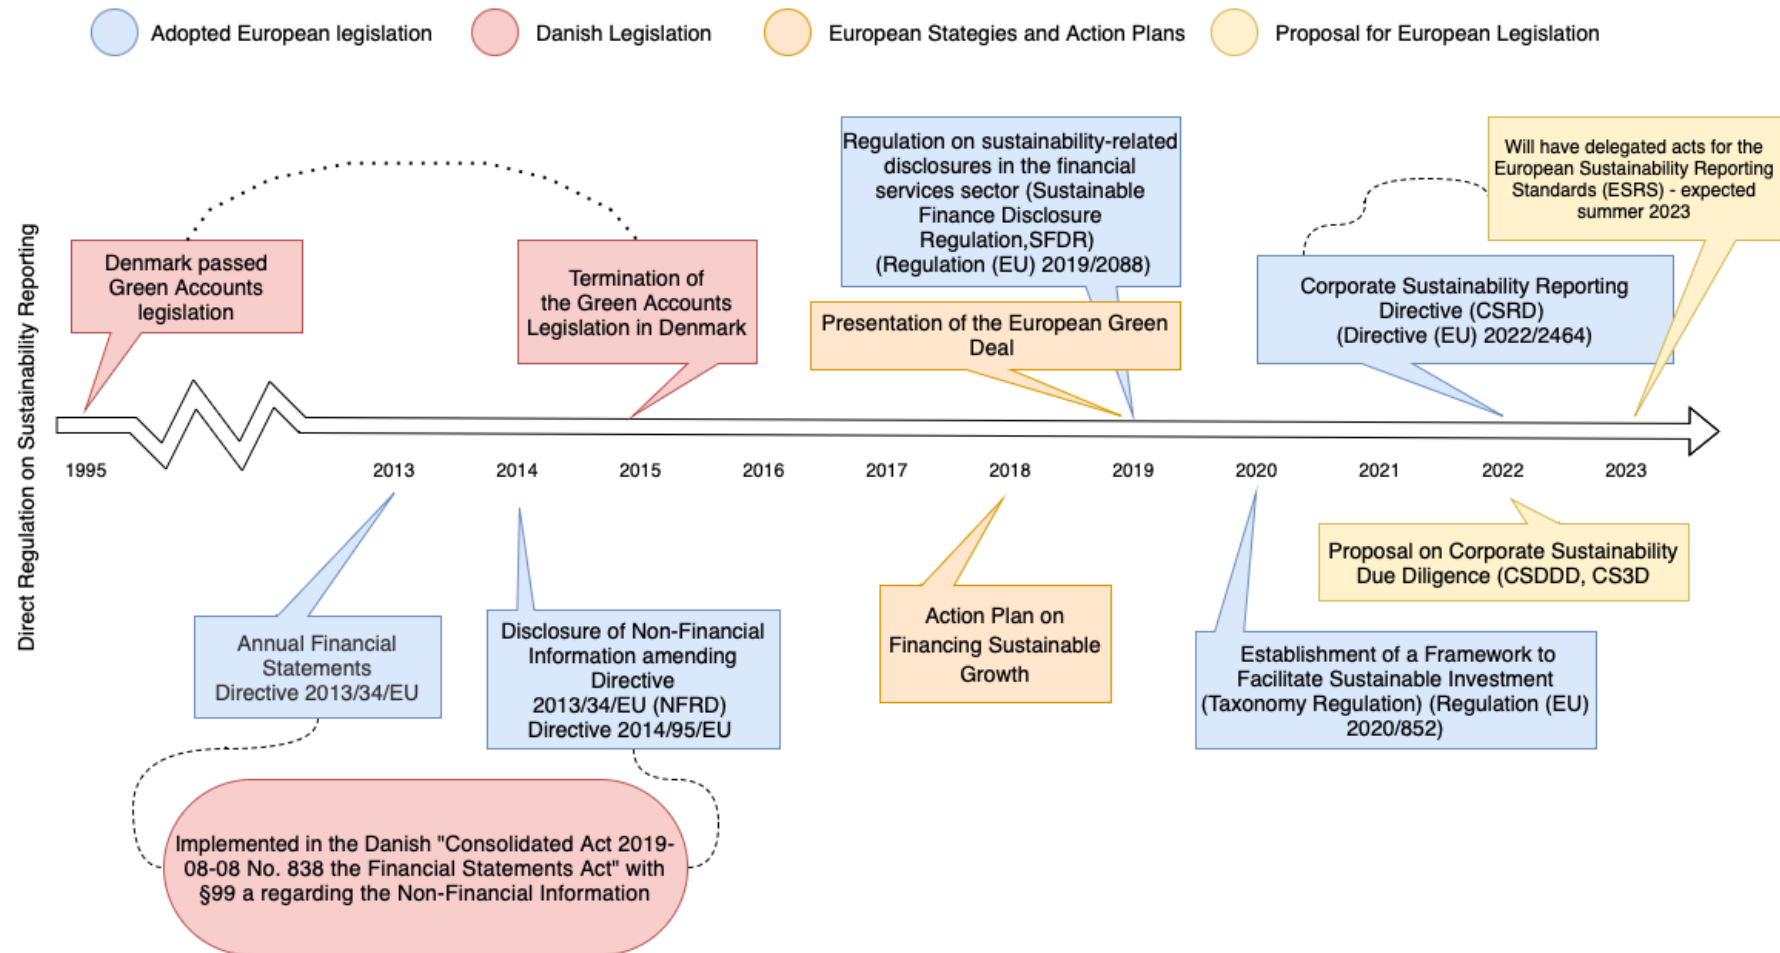 Adopted European legislation
Danish Legislation
European Stategies and Action Plans
Proposal for European Legislation
Direct Regulation on Sustainability Reporting
Denmark passed
Green Accounts
legislation
Termination of
the Green Accounts
Legislation in Denmark
Regulation on sustainability-related
disclosures in the financial
services sector (Sustainable
Finance Disclosure
Regulation,SFDR)
(Regulation (EU) 2019/2088)
Presentation of the European Green
Deal
Corporate Sustainability Reporting
Directive (CSRD)
(Directive (EU) 2022/2464)
Will have delegated acts for the
European Sustainability Reporting
Standards (ESRS) - expected
summer 2023
1995
2013
2014
2015
2016
2017
2018
2019
2020
2021
2022
2023
Annual Financial
Statements
Directive 2013/34/EU
Disclosure of Non-Financial
Information amending
Directive
2013/34/EU (NFRD)
Directive 2014/95/EU
Action Plan on
Financing Sustainable
Growth
Establishment of a Framework to
Facilitate Sustainable Investment
(Taxonomy Regulation) (Regulation (EU)
2020/852)
Proposal on Corporate Sustainability
Due Diligence (CSDDD, CS3D
Implemented in the Danish "Consolidated Act 2019-
08-08 No. 838 the Financial Statements Act" with
§99 a regarding the Non-Financial Information